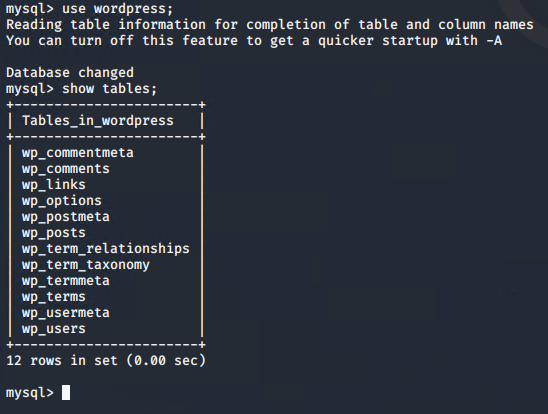 mysql> use wordpress;
Reading table information for completion of table and column names
You can turn off this feature to get a quicker startup with -A

Database changed
mysql> show tables;
+-----------------------+
| Tables_in_wordpress   |
+-----------------------+
| wp_commentmeta        |
| wp_comments           |
| wp_links              |
| wp_options            |
| wp_postmeta           |
| wp_posts              |
| wp_term_relationships |
| wp_term_taxonomy      |
| wp_termmeta           |
| wp_terms              |
| wp_usermeta           |
| wp_users              |
+-----------------------+
12 rows in set (0.00 sec)

mysql>